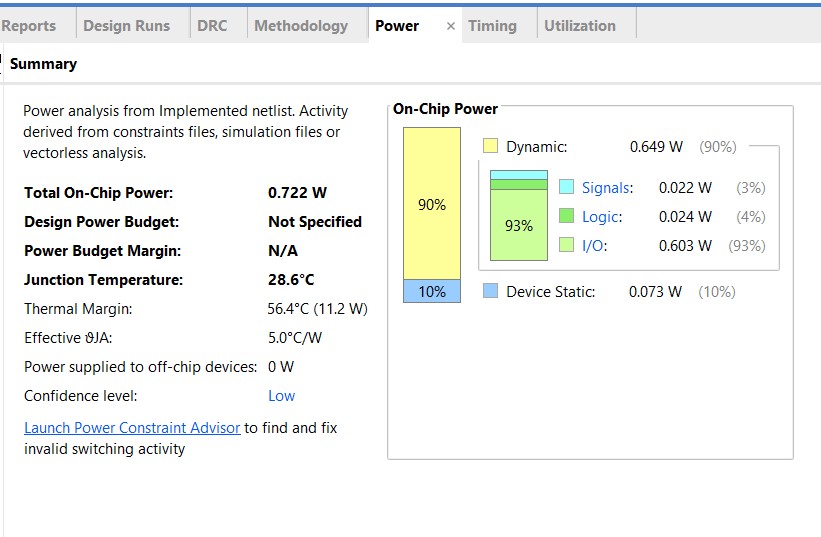 Reports Design Runs DRC Methodology Power × Timing Utilization
Summary
Power analysis from Implemented netlist. Activity
derived from constraints files, simulation files or
vectorless analysis.
Total On-Chip Power: 0.722 W
Design Power Budget: Not Specified
Power Budget Margin: N/A
Junction Temperature: 28.6°C
Thermal Margin: 56.4°C (11.2 W)
Effective ϑJA: 5.0°C/W
Power supplied to off-chip devices: 0 W
Confidence level: Low
Launch Power Constraint Advisor to find and fix
invalid switching activity
On-Chip Power
90%
10%
Dynamic: 0.649 W (90%)
93%
Signals: 0.022 W (3%)
Logic: 0.024 W (4%)
I/O: 0.603 W (93%)
Device Static: 0.073 W (10%)